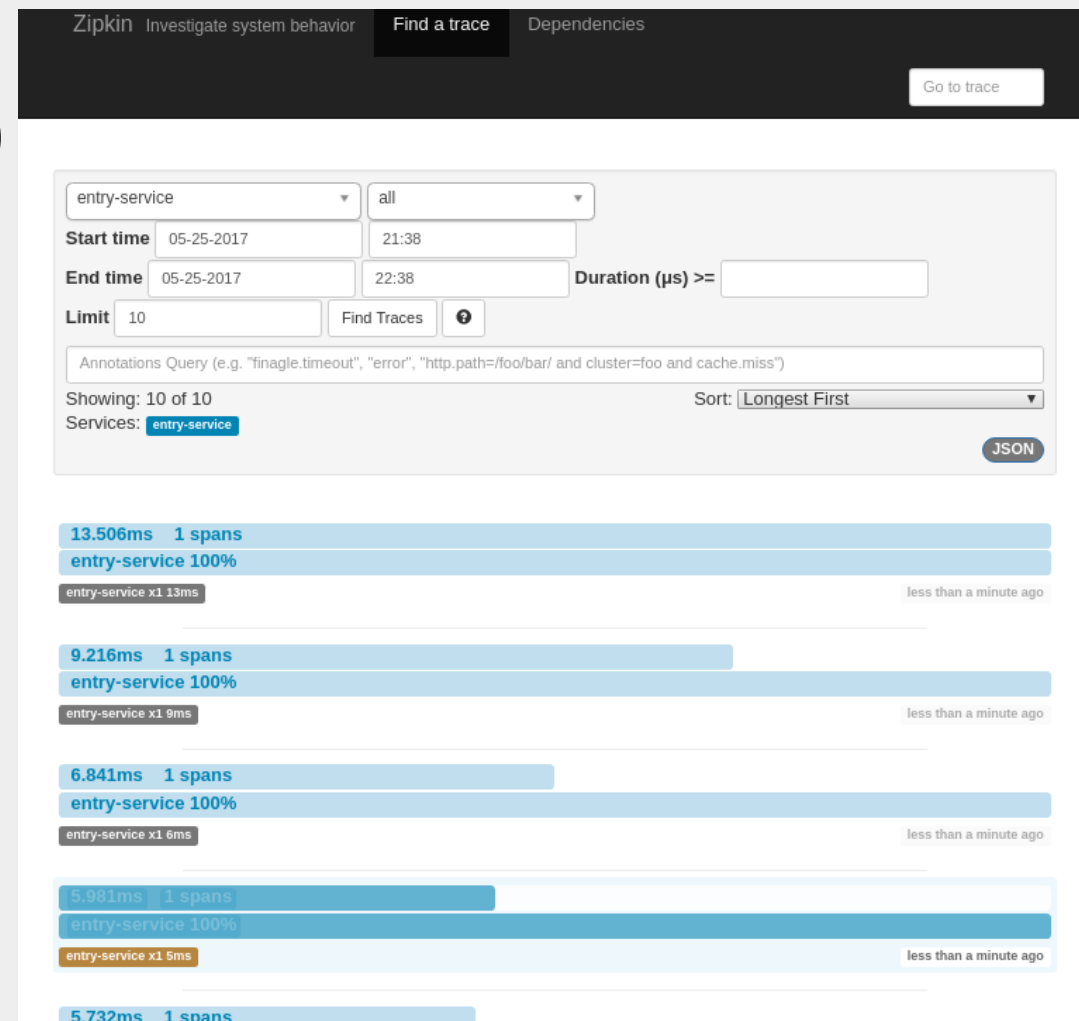 Zipkin Investigate system behavior Find a trace Dependencies
Go to trace
entry-service all
Start time 05-25-2017 21:38
End time 05-25-2017 22:38 Duration (μs) >=
Limit 10 Find Traces
Annotations Query (e.g. "finagle.timeout", "error", "http.path=/foo/bar/ and cluster=foo and cache.miss")
Showing: 10 of 10 Sort: Longest First
Services: entry-service
JSON
13.506ms 1 spans
entry-service 100%
entry-service x1 13ms less than a minute ago
9.216ms 1 spans
entry-service 100%
entry-service x1 9ms less than a minute ago
6.841ms 1 spans
entry-service 100%
entry-service x1 6ms less than a minute ago
5.981ms 1 spans
entry-service 100%
entry-service x1 5ms less than a minute ago
5.732ms 1 spans